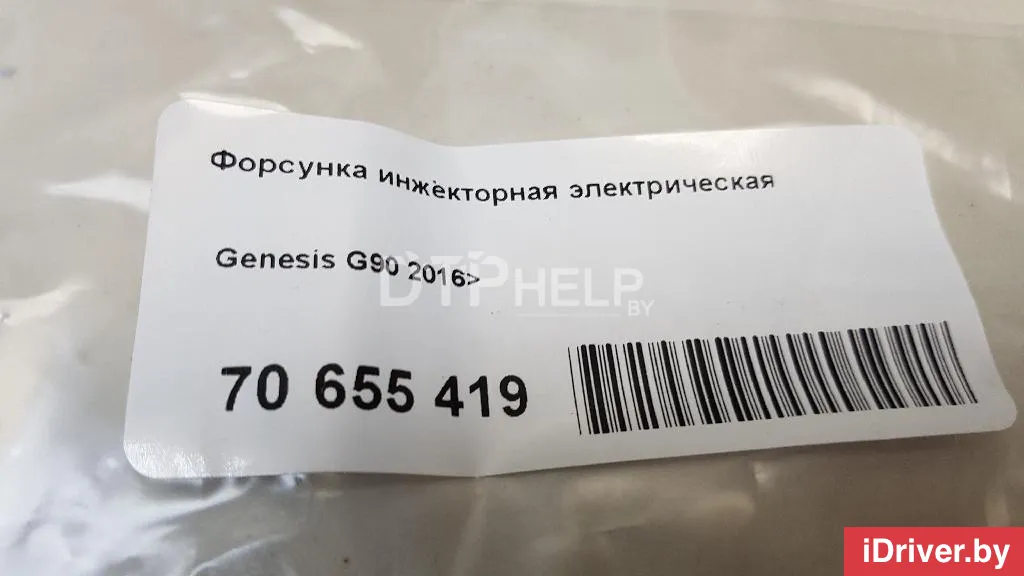 Форсунка инжекторная электрическая
Genesis G90 2016>
DTPHELP.BY
70 655 419
iDriver.by